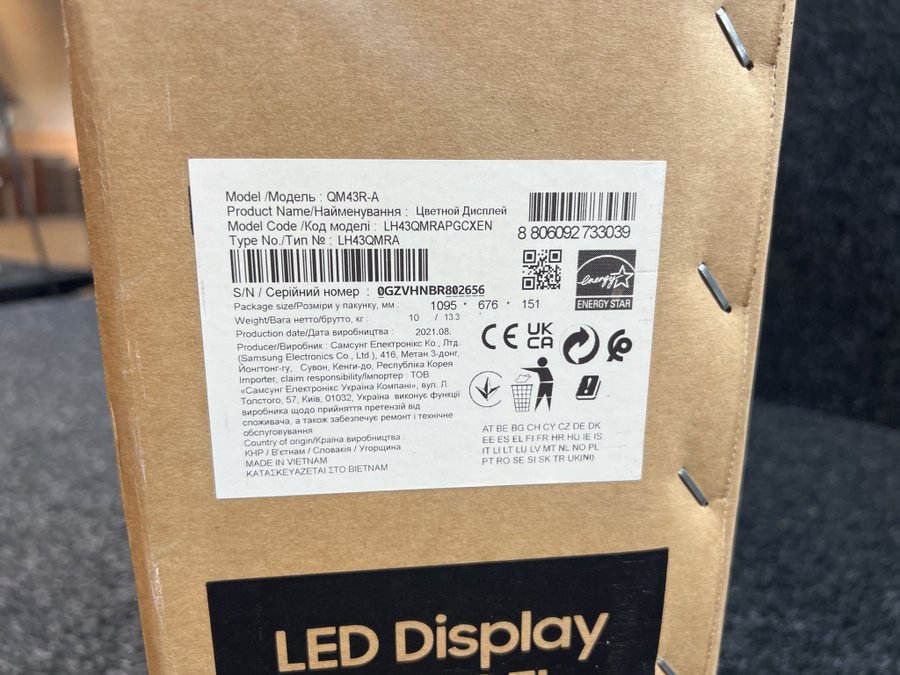 Model /Модель : QM43R-A
Product Name/Найменування : Цветной Дисплей
Model Code /Код моделі : LH43QMRAPGCXEN
Type No./Тип № : LH43QMRA
8 806092 733039
energy
ENERGY STAR
S/N / Серійний номер : 0GZVHNBR802656
Package size/Розміри у пакунку, мм : 1095 * 676 * 151
Weight/Вага нетто/брутто, кг : 10 / 13.3
Production date/Дата виробництва : 2021.08.
Producer/Виробник : Самсунг Електронікс Ко., Лтд.
(Samsung Electronics Co., Ltd.), 416, Метан 3-донг,
Йонгтонг-гу, Сувон, Кенги-до, Республіка Корея
Importer, claim responsibility/Імпортер : ТОВ
«Самсунг Електронікс Україна Компані», вул. Л.
Толстого, 57, Київ, 01032, Україна виконує функції
виробника щодо прийняття претензій від
споживача, а також забезпечує ремонт і технічне
обслуговування
Country of origin/Країна виробництва :
КНР / В'єтнам / Словакія / Угорщина
MADE IN VIETNAM
ΚΑΤΑΣΚΕΥΑΖΕΤΑΙ ΣΤΟ ΒΙΕΤΝΑΜ
CE
UK
CA
AT BE BG CH CY CZ DE DK
EE ES EL FI FR HR HU IE IS
IT LI LT LU LV MT NL NO PL
PT RO SE SI SK TR UK(NI)
LED Display